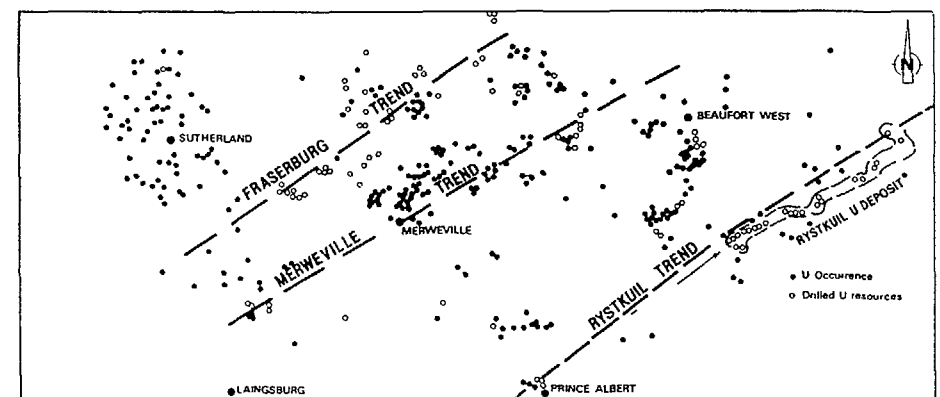 N
BEAUFORT WEST
SUTHERLAND
FRASERBURG TREND
MERWEVILLE TREND
MERWEVILLE
RYSTKUIL TREND
RYSTKUIL U DEPOSIT
U Occurrence
Drilled U resources
LAINGSBURG
PRINCE ALBERT